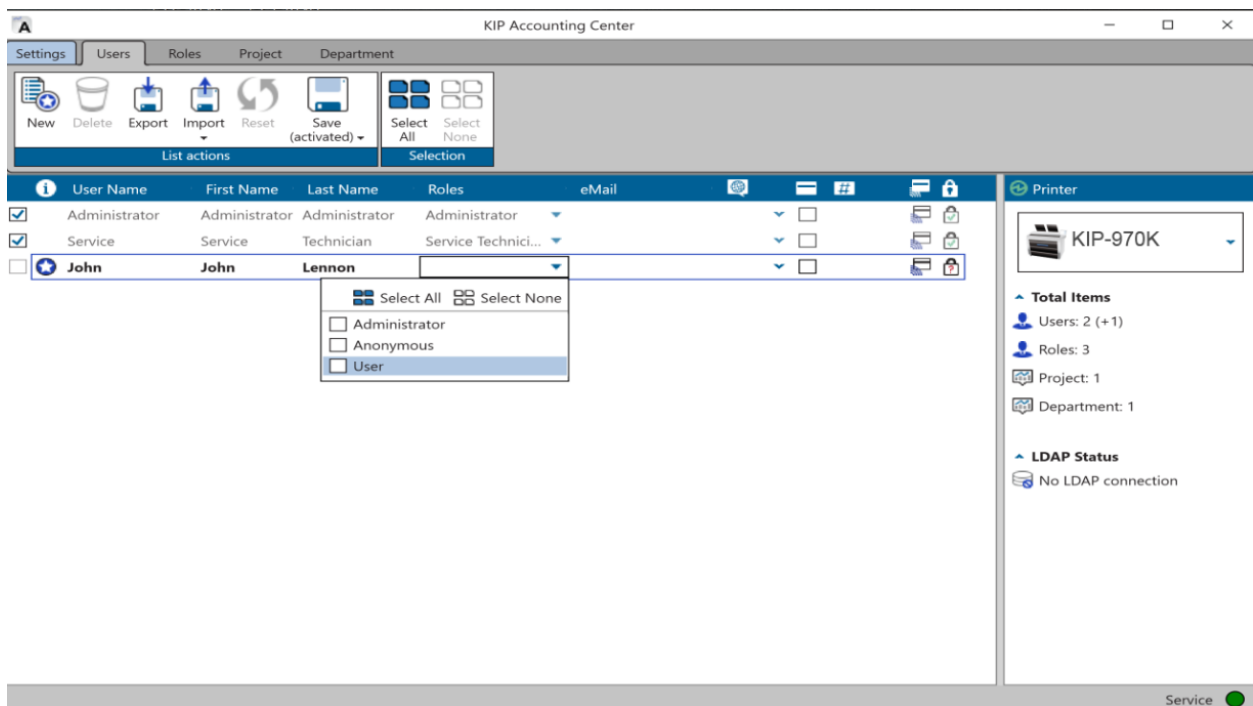 A KIP Accounting Center
Settings Users Roles Project Department
New Delete Export Import Reset Save (activated) Select All Select None
List actions Selection
User Name First Name Last Name Roles eMail # Printer
Administrator Administrator Administrator Administrator
Service Service Technician Service Technici...
John John Lennon
KIP-970K
Select All Select None
Administrator
Anonymous
User
Total Items
Users: 2 (+1)
Roles: 3
Project: 1
Department: 1
LDAP Status
No LDAP connection
Service